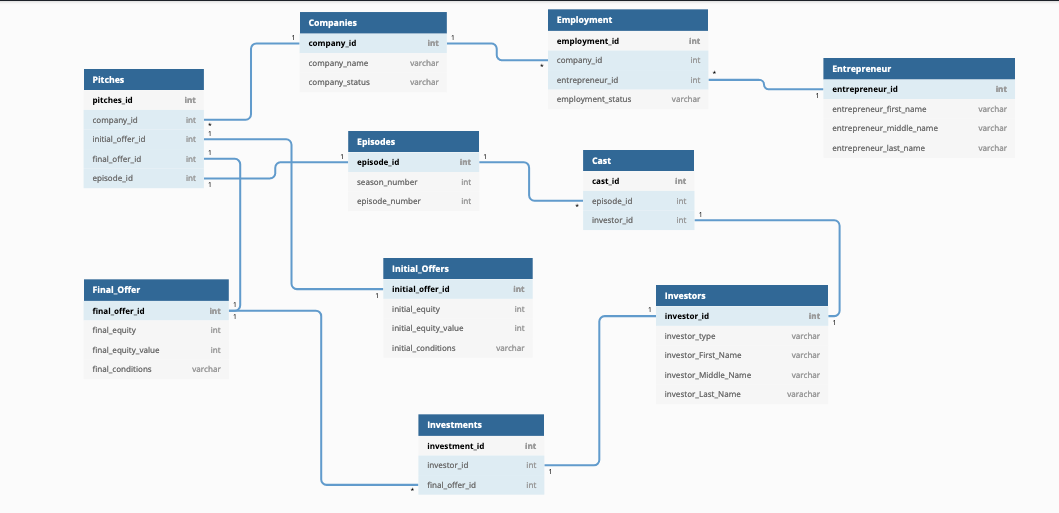 Companies
company_id int
company_name varchar
company_status varchar
Employment
employment_id int
company_id int
entrepreneur_id int
employment_status varchar
Entrepreneur
entrepreneur_id int
entrepreneur_first_name varchar
entrepreneur_middle_name varchar
entrepreneur_last_name varchar
Pitches
pitches_id int
company_id int
initial_offer_id int
final_offer_id int
episode_id int
Episodes
episode_id int
season_number int
episode_number int
Cast
cast_id int
episode_id int
investor_id int
Final_Offer
final_offer_id int
final_equity int
final_equity_value int
final_conditions varchar
Initial_Offers
initial_offer_id int
initial_equity int
initial_equity_value int
initial_conditions varchar
Investors
investor_id int
investor_type varchar
investor_First_Name varchar
investor_Middle_Name varchar
investor_Last_Name varachar
Investments
investment_id int
investor_id int
final_offer_id int
1
1
*
*
1
*
1
1
1
1
1
*
1
1
1
1
1
1
1
*